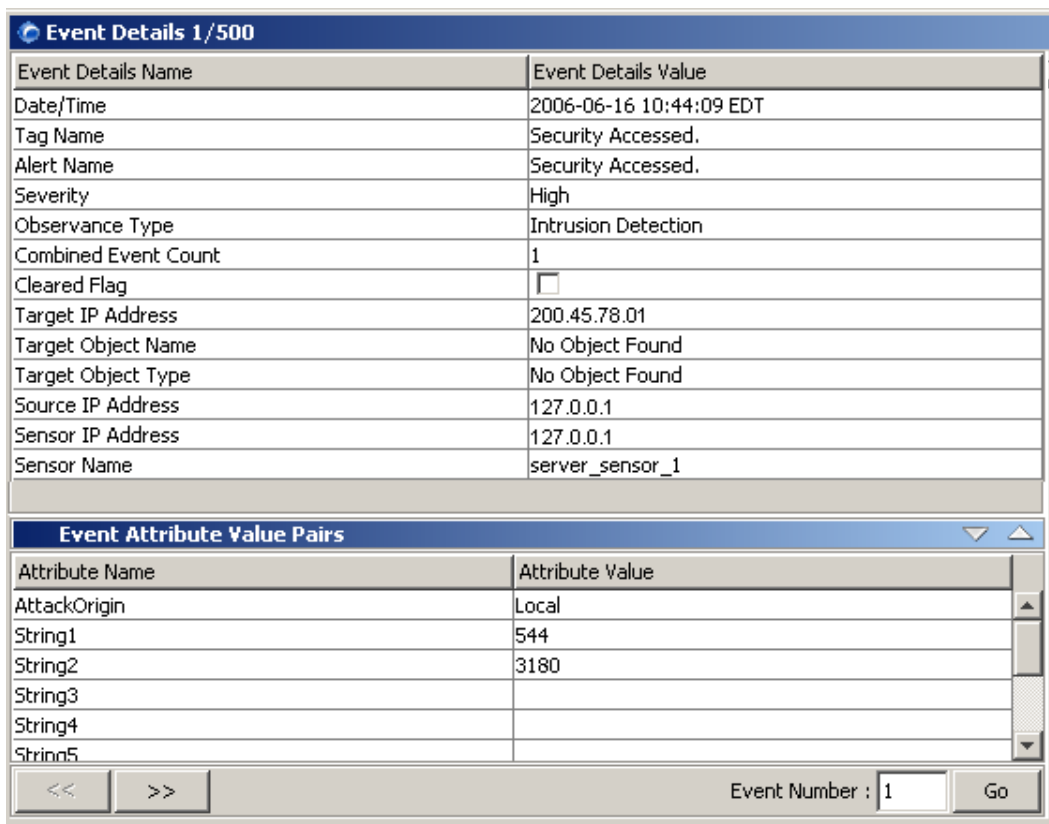 Event Details 1/500
Event Details Name Event Details Value
Date/Time 2006-06-16 10:44:09 EDT
Tag Name Security Accessed.
Alert Name Security Accessed.
Severity High
Observance Type Intrusion Detection
Combined Event Count 1
Cleared Flag
Target IP Address 200.45.78.01
Target Object Name No Object Found
Target Object Type No Object Found
Source IP Address 127.0.0.1
Sensor IP Address 127.0.0.1
Sensor Name server_sensor_1
Event Attribute Value Pairs
Attribute Name Attribute Value
AttackOrigin Local
String1 544
String2 3180
String3
String4
String5
<< >> Event Number : 1 Go